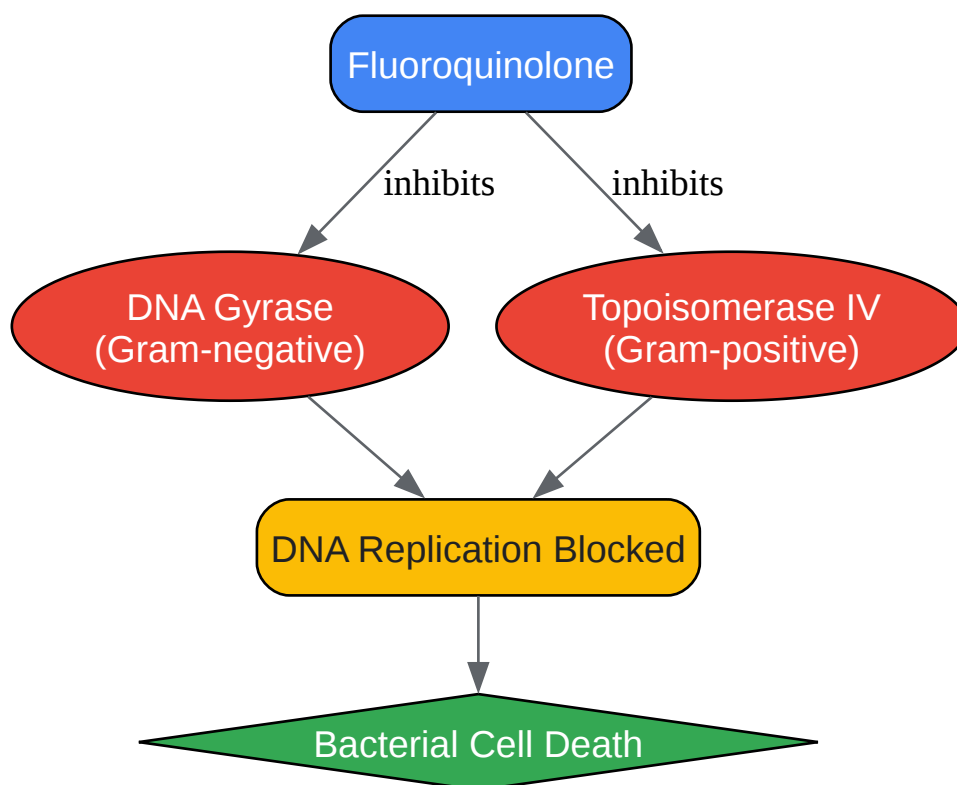 Fluoroquinolone
inhibits
inhibits
DNA Gyrase
(Gram-negative)
Topoisomerase IV
(Gram-positive)
DNA Replication Blocked
Bacterial Cell Death